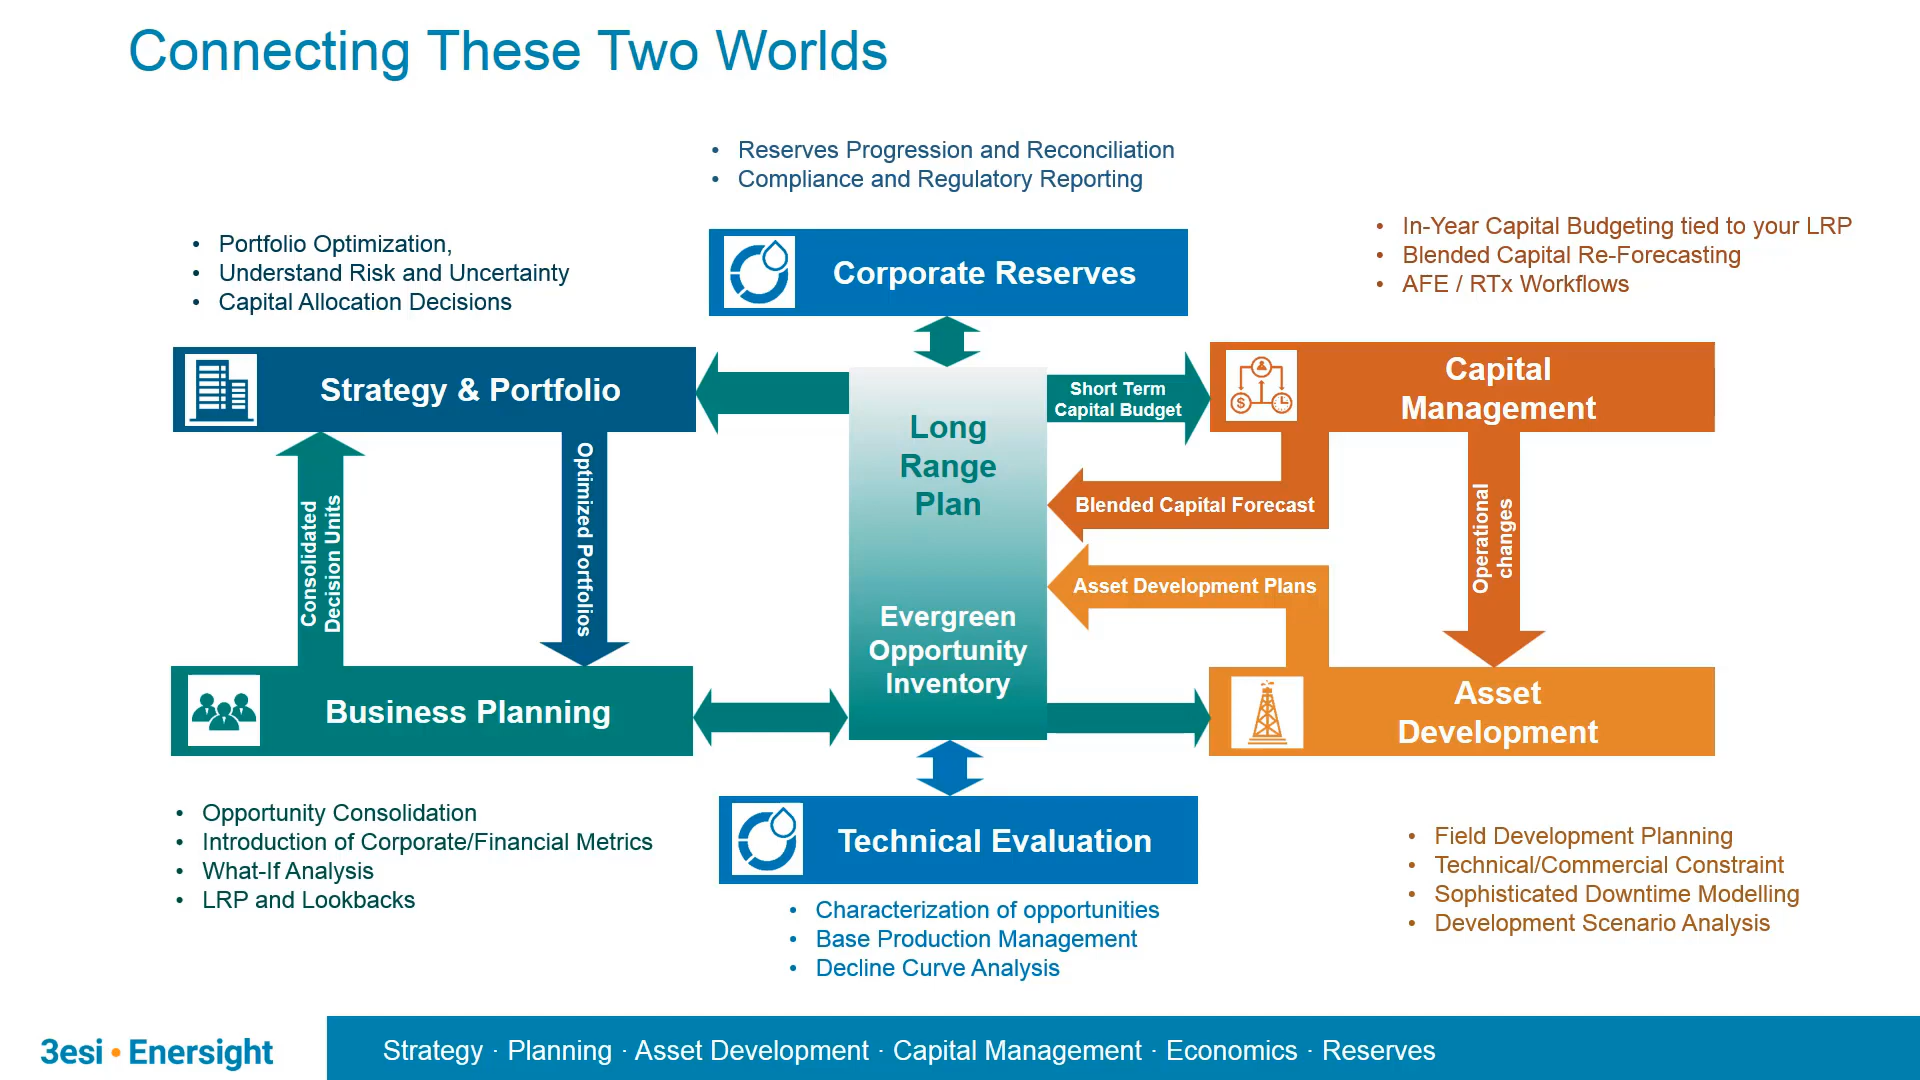 Connecting These Two Worlds
• Reserves Progression and Reconciliation
• Compliance and Regulatory Reporting
• Portfolio Optimization,
• Understand Risk and Uncertainty
• Capital Allocation Decisions
• In-Year Capital Budgeting tied to your LRP
• Blended Capital Re-Forecasting
• AFE / RTx Workflows
Corporate Reserves
Strategy & Portfolio
Short Term
Capital Budget
Capital
Management
Long
Range
Plan
Consolidated
Decision Units
Optimized Portfolios
Blended Capital Forecast
Operational
changes
Asset Development Plans
Evergreen
Opportunity
Inventory
Business Planning
Asset
Development
Technical Evaluation
• Opportunity Consolidation
• Introduction of Corporate/Financial Metrics
• What-If Analysis
• LRP and Lookbacks
• Characterization of opportunities
• Base Production Management
• Decline Curve Analysis
• Field Development Planning
• Technical/Commercial Constraint
• Sophisticated Downtime Modelling
• Development Scenario Analysis
3esi • Enersight
Strategy · Planning · Asset Development · Capital Management · Economics · Reserves